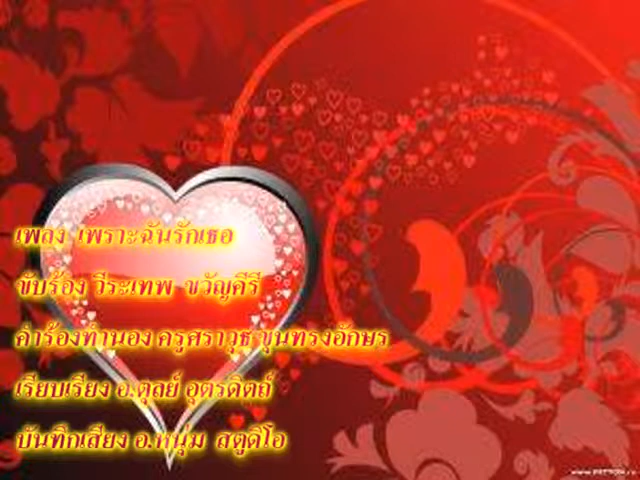 เพลง เพราะฉันรักเธอ
ขับร้อง วีระเทพ ขวัญคีรี
คำร้องทำนอง ครูศราวุธ ขุนทรงอักษร
เรียบเรียง อ.ตุลย์ อุตรดิตถ์
บันทึกเสียง อ.หนุ่ม สตูดิโอ